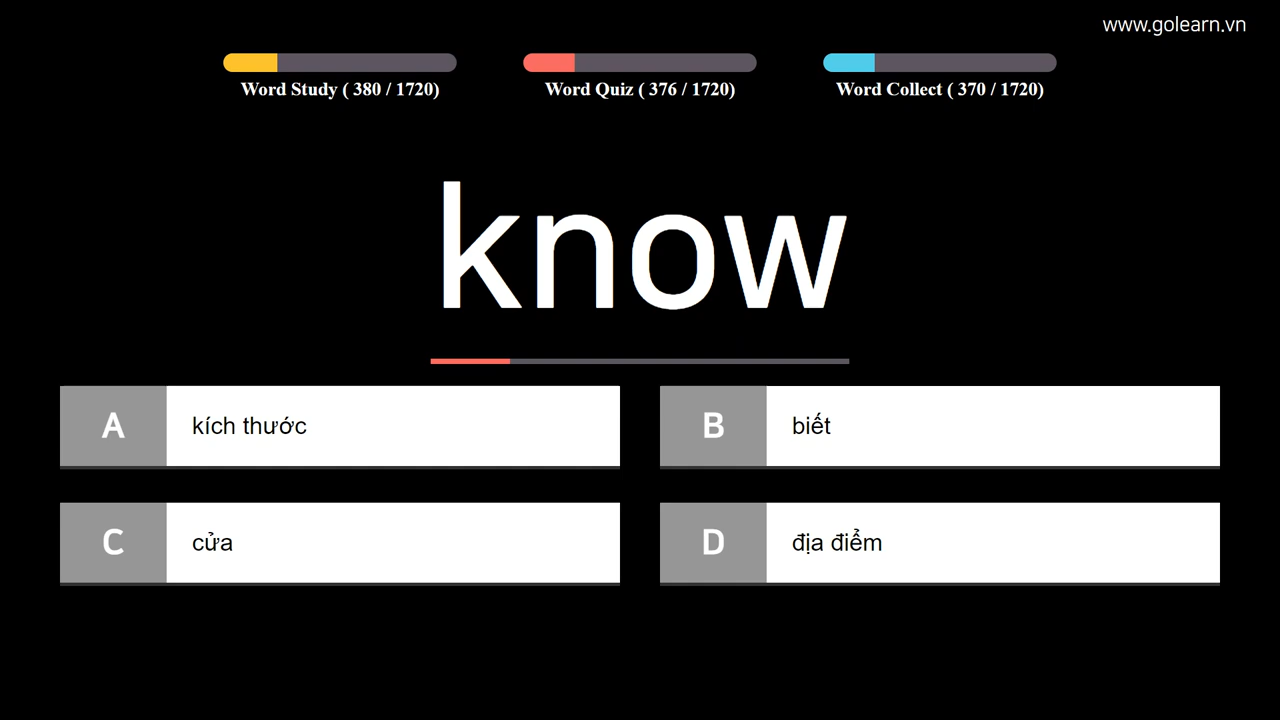 www.golearn.vn
Word Study ( 380 / 1720)
Word Quiz ( 376 / 1720)
Word Collect ( 370 / 1720)
know
A kích thước
B biết
C cửa
D địa điểm